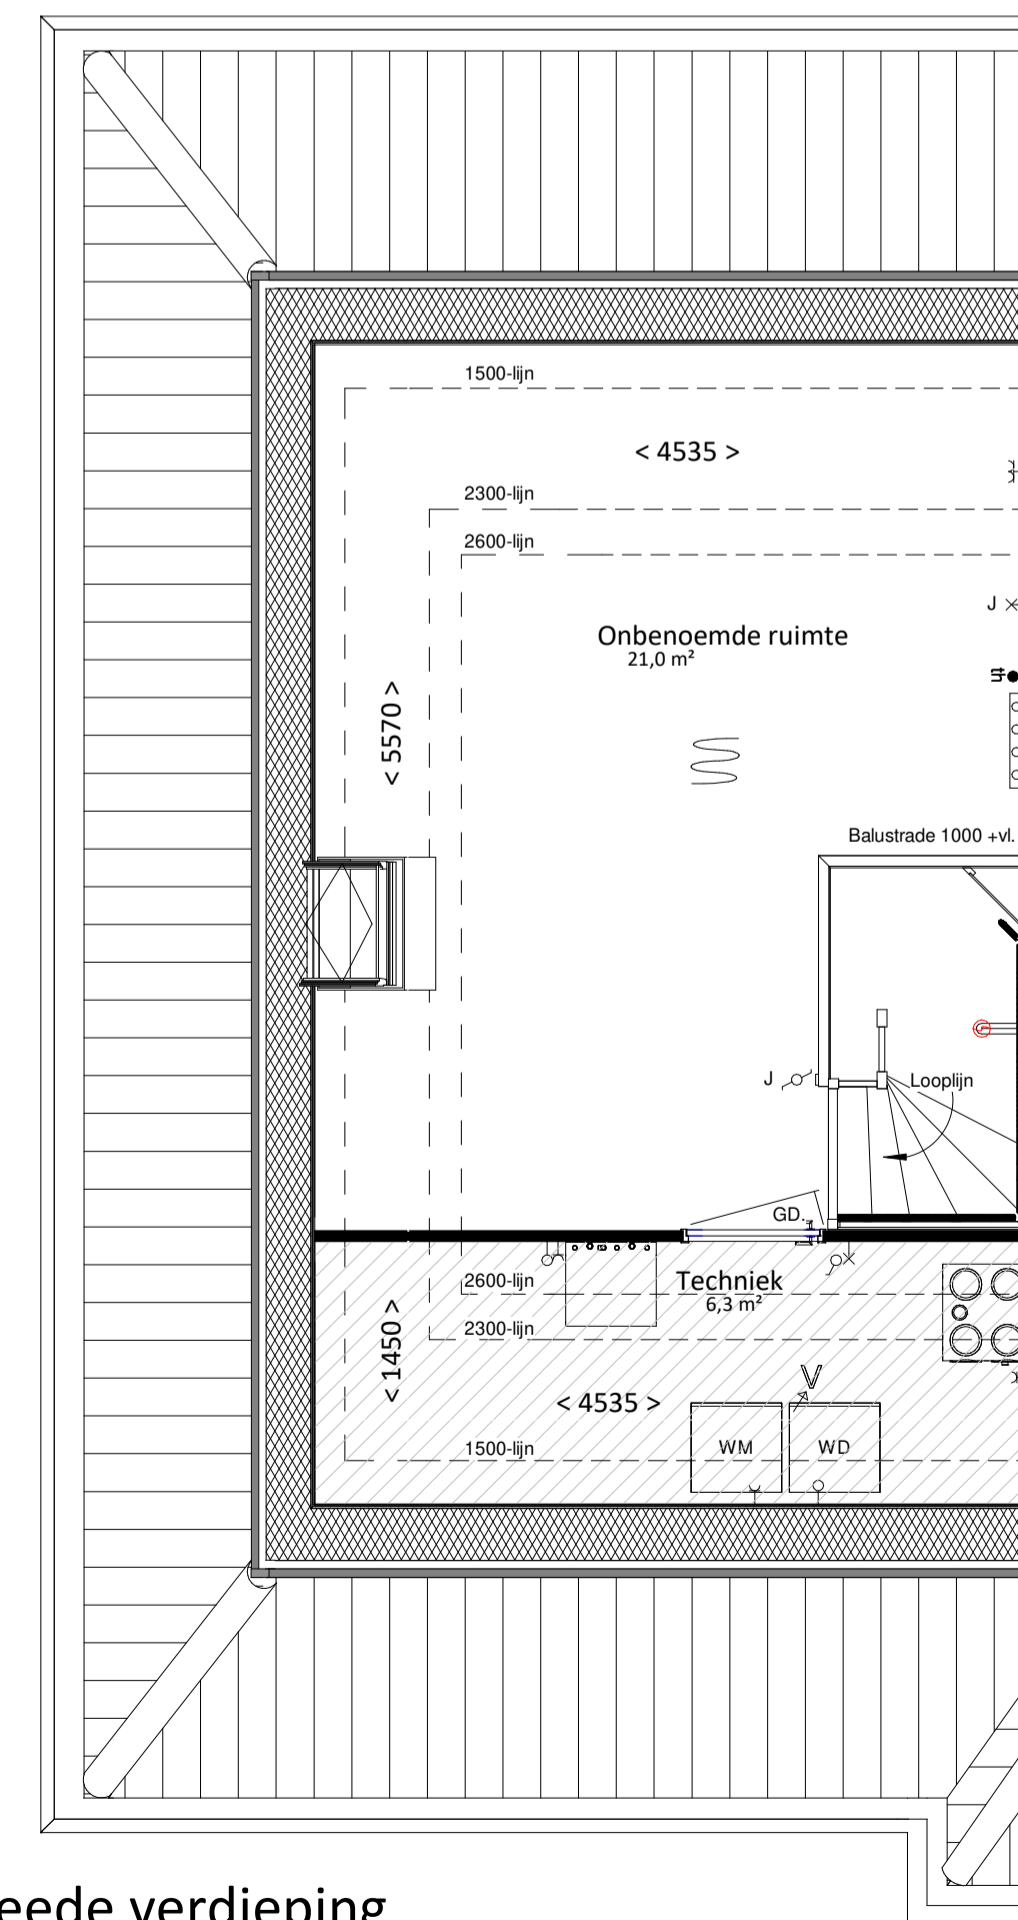 1500-lijn
< 4535 >
2300-lijn
2600-lijn
J
Onbenoemde ruimte
21,0 m²
th
< 5570 >
Balustrade 1000 +vl.
J
Looplijn
GD.
Techniek
6,3 m²
2600-lijn
2300-lijn
< 1450 >
V
< 4535 >
WM
WD
1500-lijn
eede verdieping